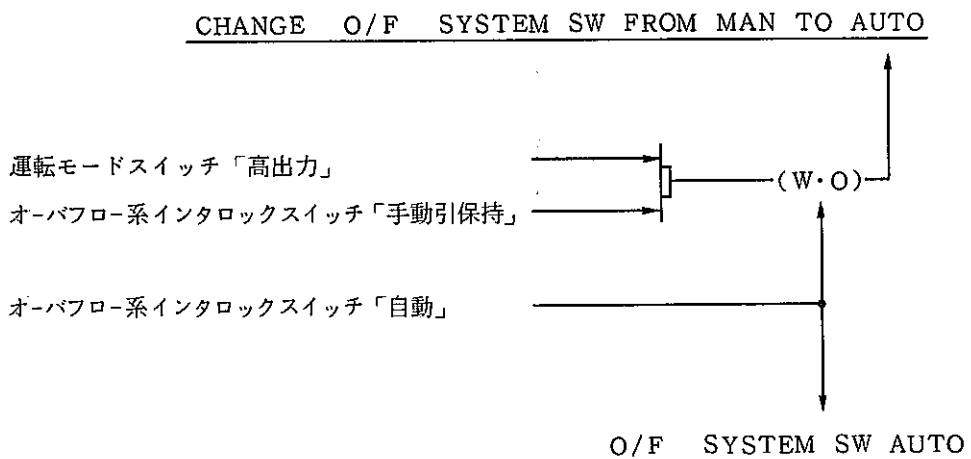 CHANGE O/F SYSTEM SW FROM MAN TO AUTO
運転モードスイッチ「高出力」
(W·O)
オーバフロー系インタロックスイッチ「手動引保持」
オーバフロー系インタロックスイッチ「自動」
O/F SYSTEM SW AUTO